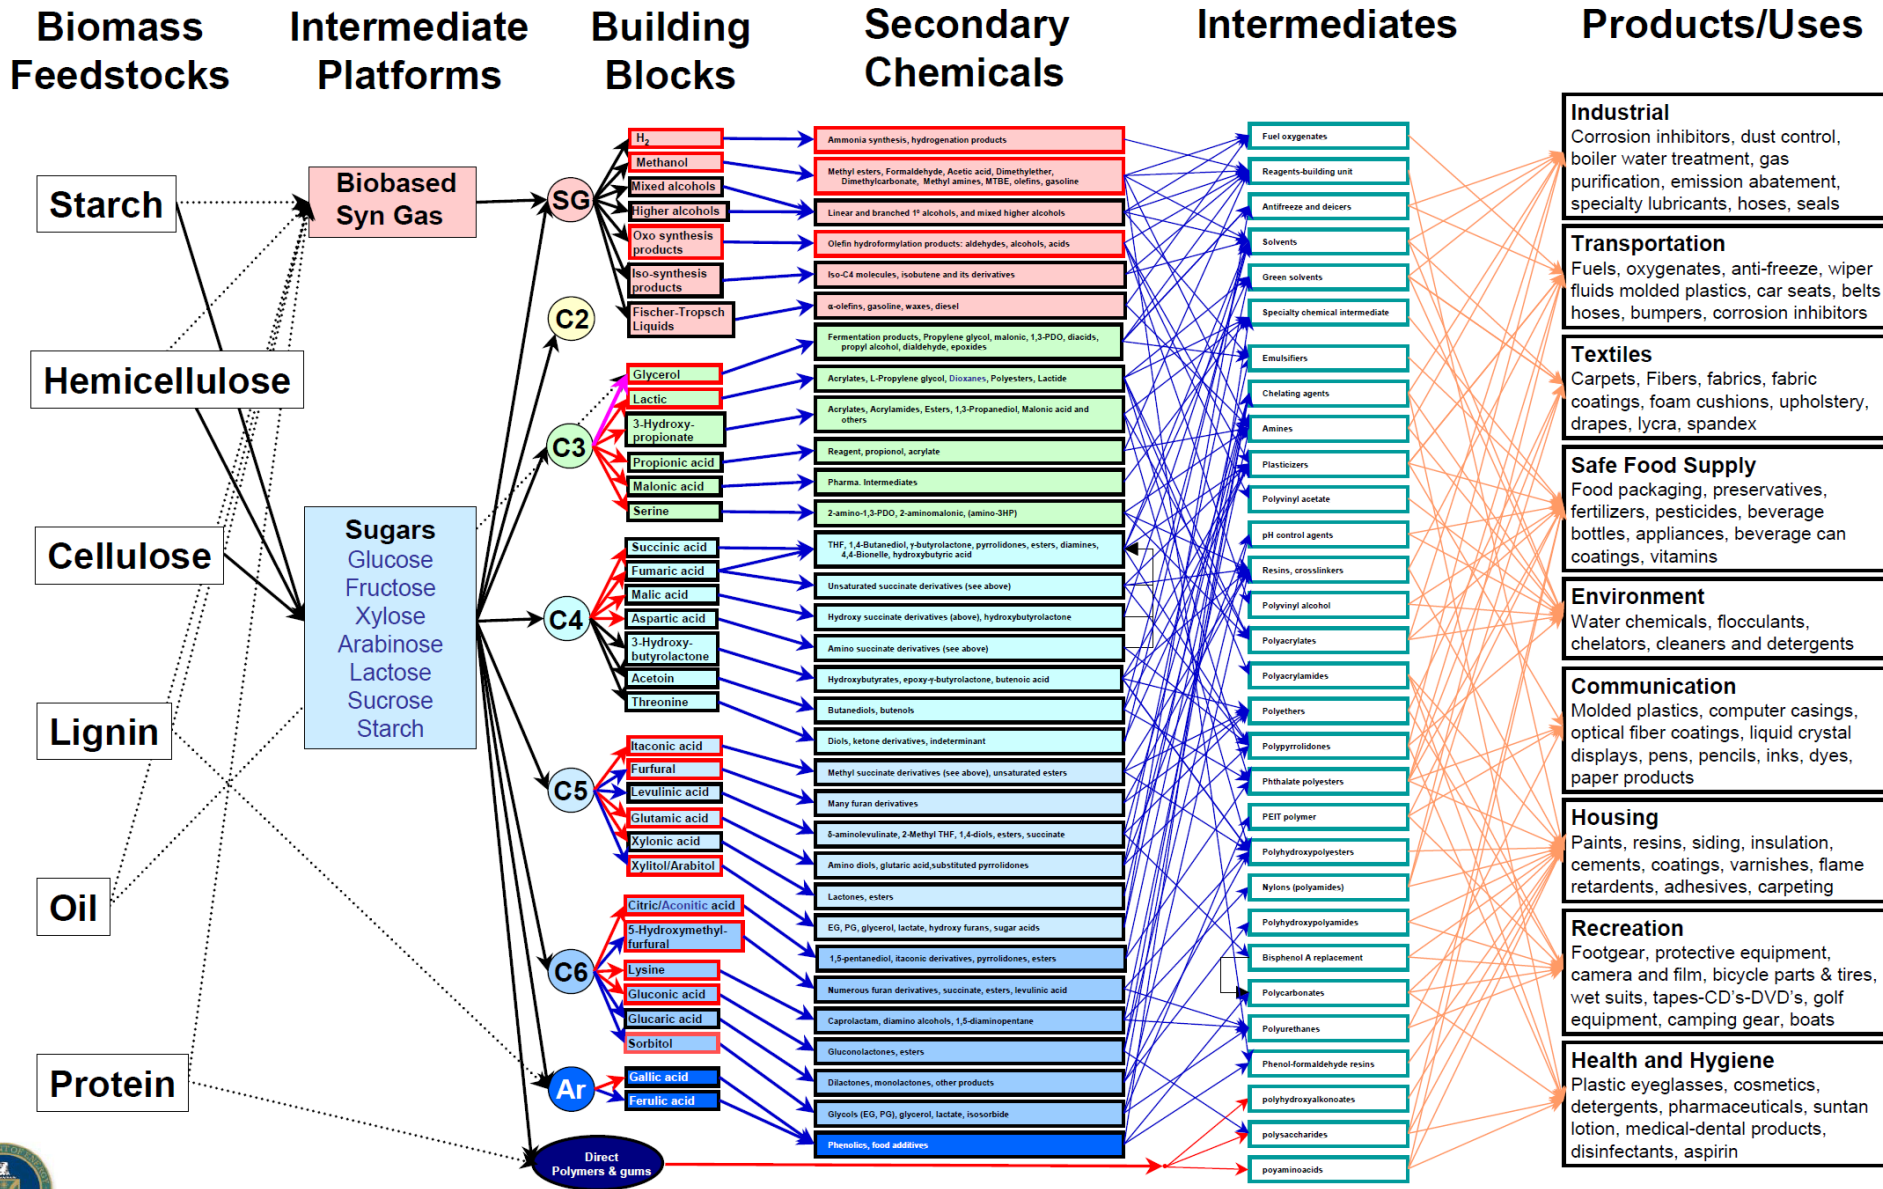 Biomass
Feedstocks
Intermediate
Platforms
Building
Blocks
Secondary
Chemicals
Intermediates
Products/Uses
Starch
Hemicellulose
Cellulose
Lignin
Oil
Protein
Biobased
Syn Gas
Sugars
Glucose
Fructose
Xylose
Arabinose
Lactose
Sucrose
Starch
SG
C2
C3
C4
C5
C6
Ar
Direct
Polymers & gums
H2
Methanol
Mixed alcohols
Higher alcohols
Oxo synthesis
products
Iso-synthesis
products
Fischer-Tropsch
Liquids
Glycerol
Lactic
3-Hydroxy-
propionate
Propionic acid
Malonic acid
Serine
Succinic acid
Fumaric acid
Malic acid
Aspartic acid
3-Hydroxy-
butyrolactone
Acetoin
Threonine
Itaconic acid
Furfural
Levulinic acid
Glutamic acid
Xylonic acid
Xylitol/Arabitol
Citric/Aconitic acid
5-Hydroxymethyl-
furfural
Lysine
Gluconic acid
Glucaric acid
Sorbitol
Gallic acid
Ferulic acid
Ammonia synthesis, hydrogenation products
Methyl esters, Formaldehyde, Acetic acid, Dimethylether,
Dimethylcarbonate, Methyl amines, MTBE, olefins, gasoline
Linear and branched 1º alcohols, and mixed higher alcohols
Olefin hydroformylation products: aldehydes, alcohols, acids
Iso-C4 molecules, isobutene and its derivatives
α-olefins, gasoline, waxes, diesel
Fermentation products, Propylene glycol, malonic, 1,3-PDO, diacids,
propyl alcohol, dialdehyde, epoxides
Acrylates, L-Propylene glycol, Dioxanes, Polyesters, Lactide
Acrylates, Acrylamides, Esters, 1,3-Propanediol, Malonic acid and
others
Reagent, propionol, acrylate
Pharma. Intermediates
2-amino-1,3-PDO, 2-aminomalonic, (amino-3HP)
THF, 1,4-Butanediol, γ-butyrolactone, pyrrolidones, esters, diamines,
4,4-Bionelle, hydroxybutyric acid
Unsaturated succinate derivatives (see above)
Hydroxy succinate derivatives (above), hydroxybutyrolactone
Amino succinate derivatives (see above)
Hydroxybutyrates, epoxy-γ-butyrolactone, butenoic acid
Butanediols, butenols
Diols, ketone derivatives, indeterminant
Methyl succinate derivatives (see above), unsaturated esters
Many furan derivatives
δ-aminolevulinate, 2-Methyl THF, 1,4-diols, esters, succinate
Amino diols, glutaric acid,substituted pyrrolidones
Lactones, esters
EG, PG, glycerol, lactate, hydroxy furans, sugar acids
1,5-pentanediol, itaconic derivatives, pyrrolidones, esters
Numerous furan derivatives, succinate, esters, levulinic acid
Caprolactam, diamino alcohols, 1,5-diaminopentane
Gluconolactones, esters
Dilactones, monolactones, other products
Glycols (EG, PG), glycerol, lactate, isosorbide
Phenolics, food additives
Fuel oxygenates
Reagents-building unit
Antifreeze and deicers
Solvents
Green solvents
Specialty chemical intermediate
Emulsifiers
Chelating agents
Amines
Plasticizers
Polyvinyl acetate
pH control agents
Resins, crosslinkers
Polyvinyl alcohol
Polyacrylates
Polyacrylamides
Polyethers
Polypyrrolidones
Phthalate polyesters
PEIT polymer
Polyhydroxypolyesters
Nylons (polyamides)
Polyhydroxypolyamides
Bisphenol A replacement
Polycarbonates
Polyurethanes
Phenol-formaldehyde resins
polyhydroxyalkonoates
polysaccharides
poyaminoacids
Industrial
Corrosion inhibitors, dust control,
boiler water treatment, gas
purification, emission abatement,
specialty lubricants, hoses, seals
Transportation
Fuels, oxygenates, anti-freeze, wiper
fluids molded plastics, car seats, belts
hoses, bumpers, corrosion inhibitors
Textiles
Carpets, Fibers, fabrics, fabric
coatings, foam cushions, upholstery,
drapes, lycra, spandex
Safe Food Supply
Food packaging, preservatives,
fertilizers, pesticides, beverage
bottles, appliances, beverage can
coatings, vitamins
Environment
Water chemicals, flocculants,
chelators, cleaners and detergents
Communication
Molded plastics, computer casings,
optical fiber coatings, liquid crystal
displays, pens, pencils, inks, dyes,
paper products
Housing
Paints, resins, siding, insulation,
cements, coatings, varnishes, flame
retardents, adhesives, carpeting
Recreation
Footgear, protective equipment,
camera and film, bicycle parts & tires,
wet suits, tapes-CD's-DVD's, golf
equipment, camping gear, boats
Health and Hygiene
Plastic eyeglasses, cosmetics,
detergents, pharmaceuticals, suntan
lotion, medical-dental products,
disinfectants, aspirin